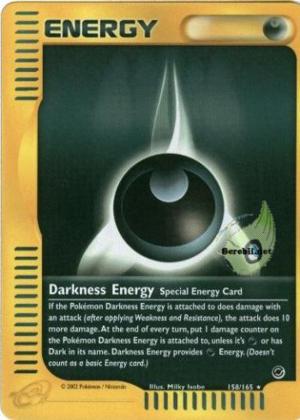 ENERGY
Serebii.net
Darkness Energy Special Energy Card
If the Pokémon Darkness Energy is attached to does damage with
an attack (after applying Weakness and Resistance), the attack does 10
more damage. At the end of every turn, put 1 damage counter on the
Pokémon Darkness Energy is attached to, unless it's or has
Dark in its name. Darkness Energy provides Energy. (Doesn't
count as a basic Energy card.)
©2002 Pokémon / Nintendo Illus. Milky Isobe 158/165 ★